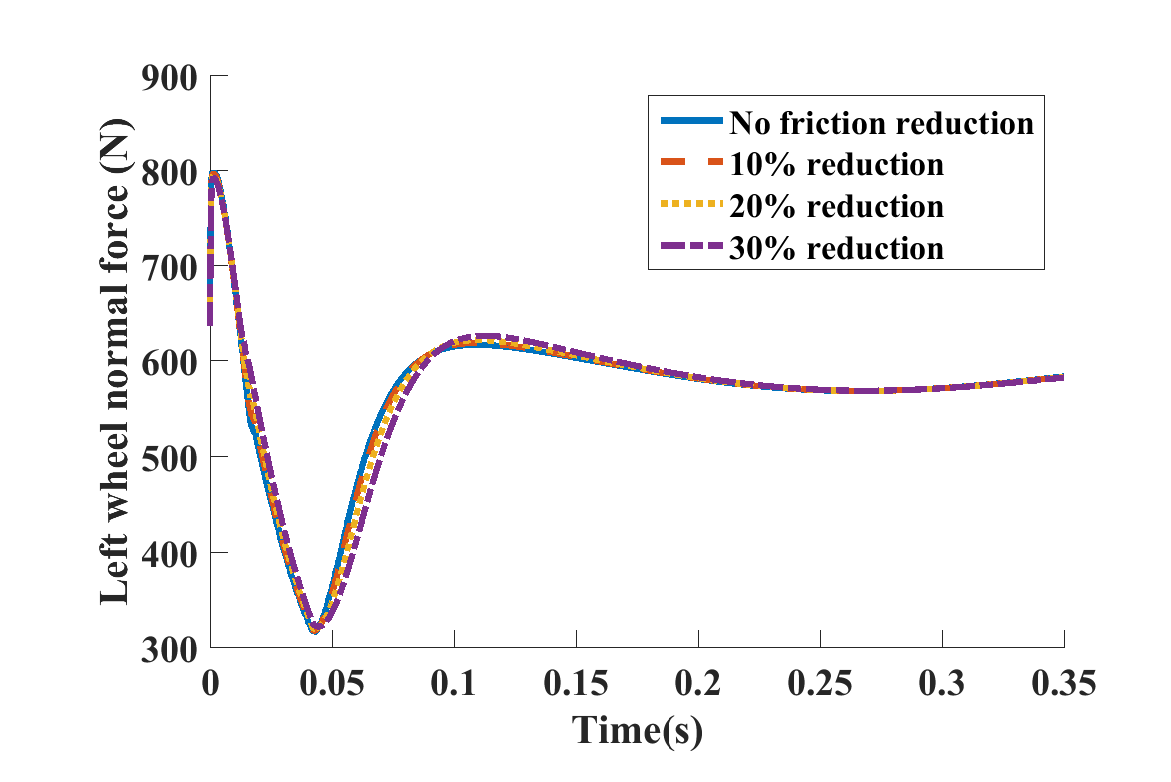 900
800
700
600
500
400
300
Left wheel normal force (N)
No friction reduction
10% reduction
20% reduction
30% reduction
0 0.05 0.1 0.15 0.2 0.25 0.3 0.35
Time(s)